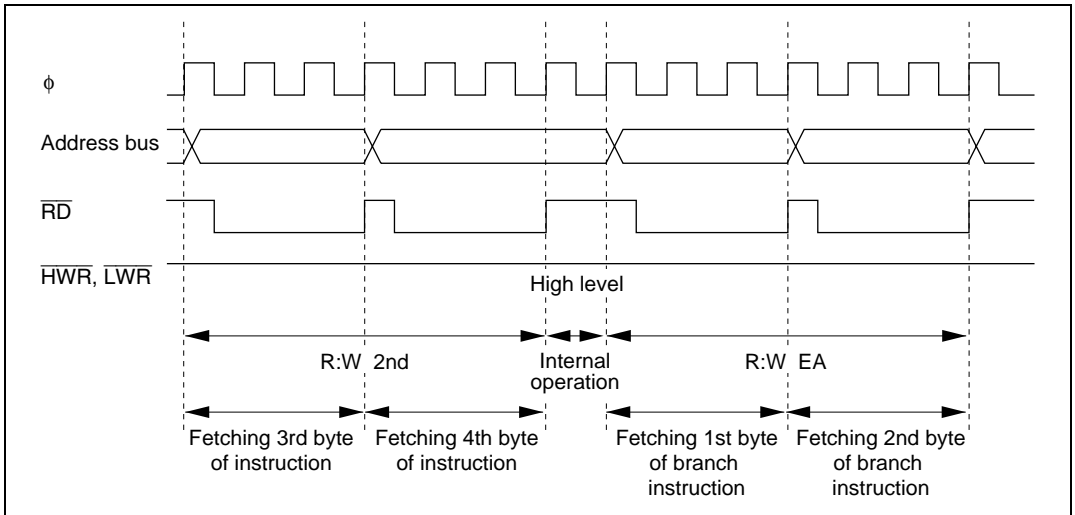 ϕ
Address bus
RD
HWR, LWR
High level
R:W 2nd
Internal
operation
R:W EA
Fetching 3rd byte
of instruction
Fetching 4th byte
of instruction
Fetching 1st byte
of branch
instruction
Fetching 2nd byte
of branch
instruction